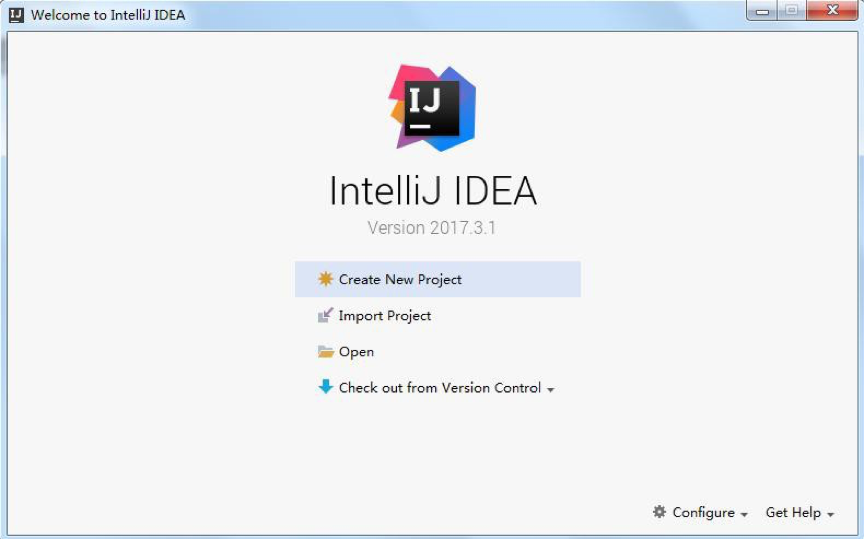 Welcome to IntelliJ IDEA
IJ
IntelliJ IDEA
Version 2017.3.1
Create New Project
Import Project
Open
Check out from Version Control
Configure
Get Help